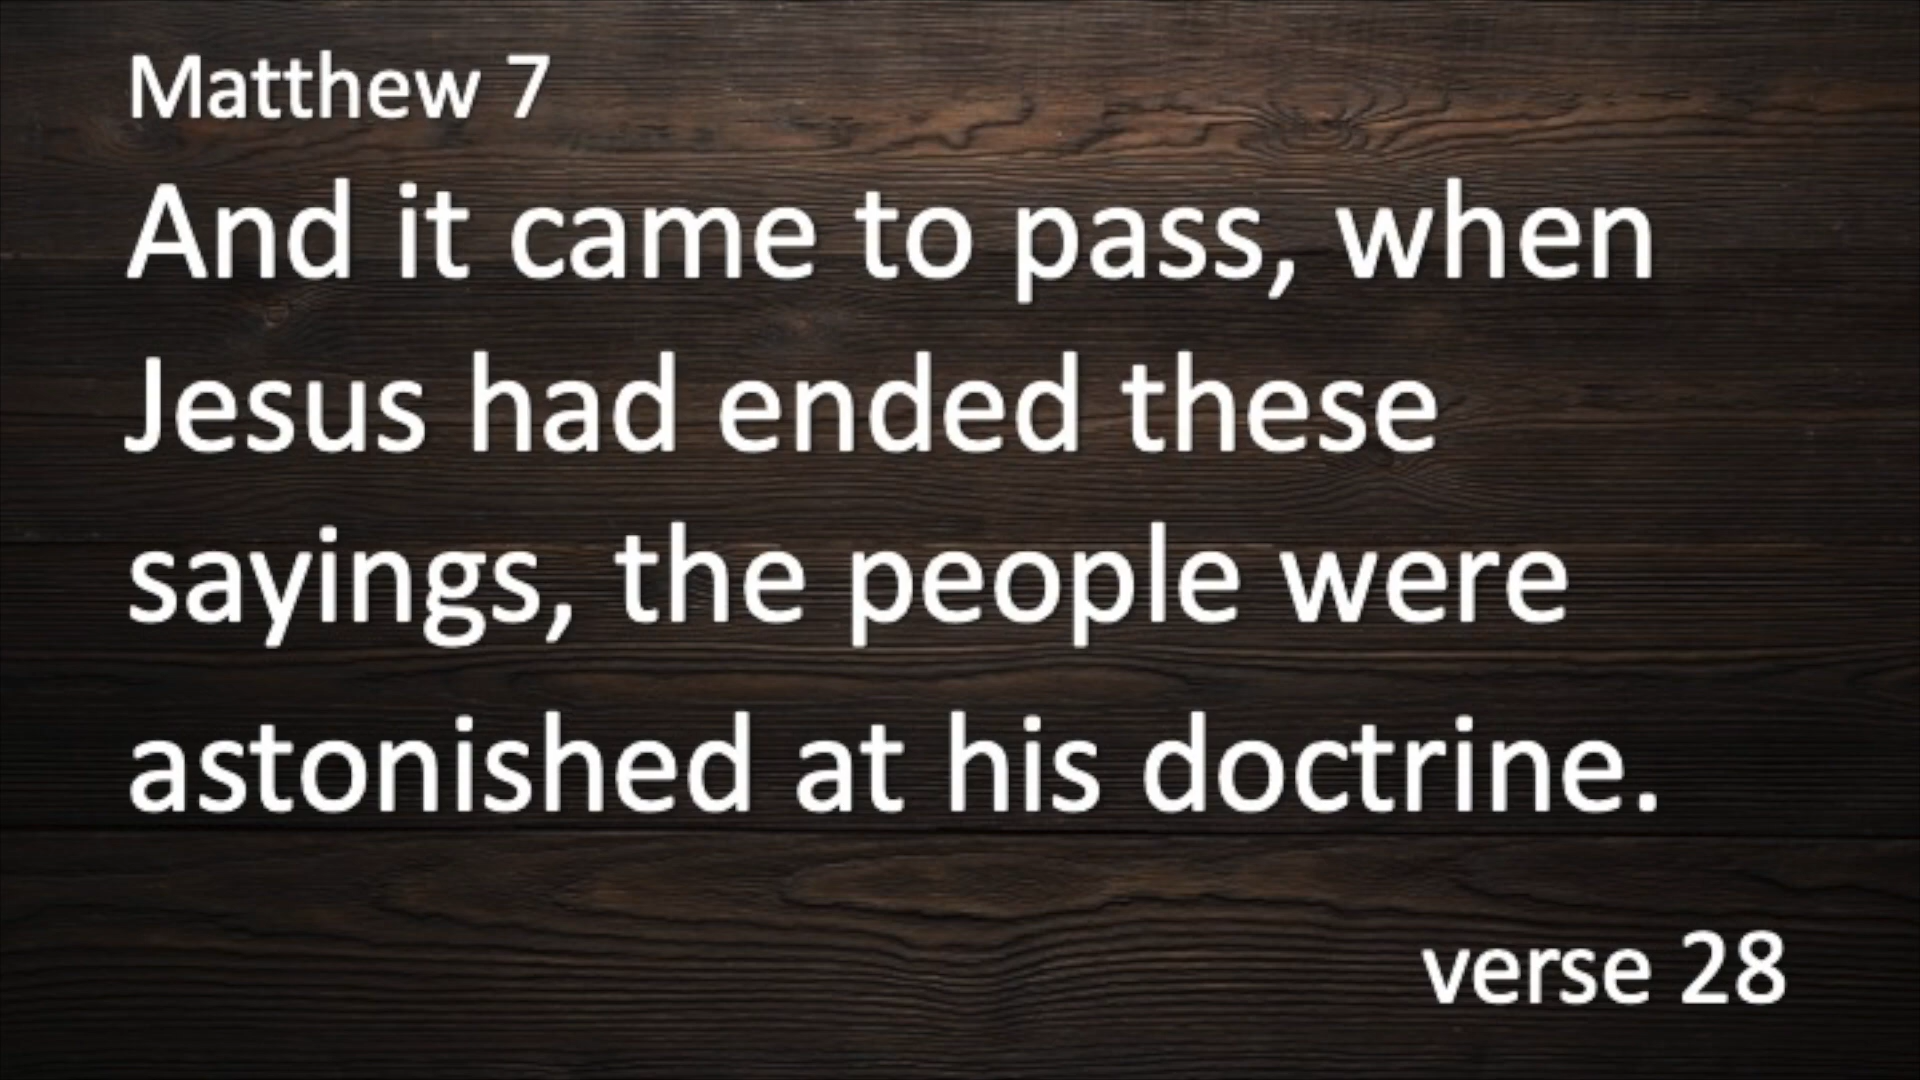 Matthew 7
And it came to pass, when
Jesus had ended these
sayings, the people were
astonished at his doctrine.
verse 28